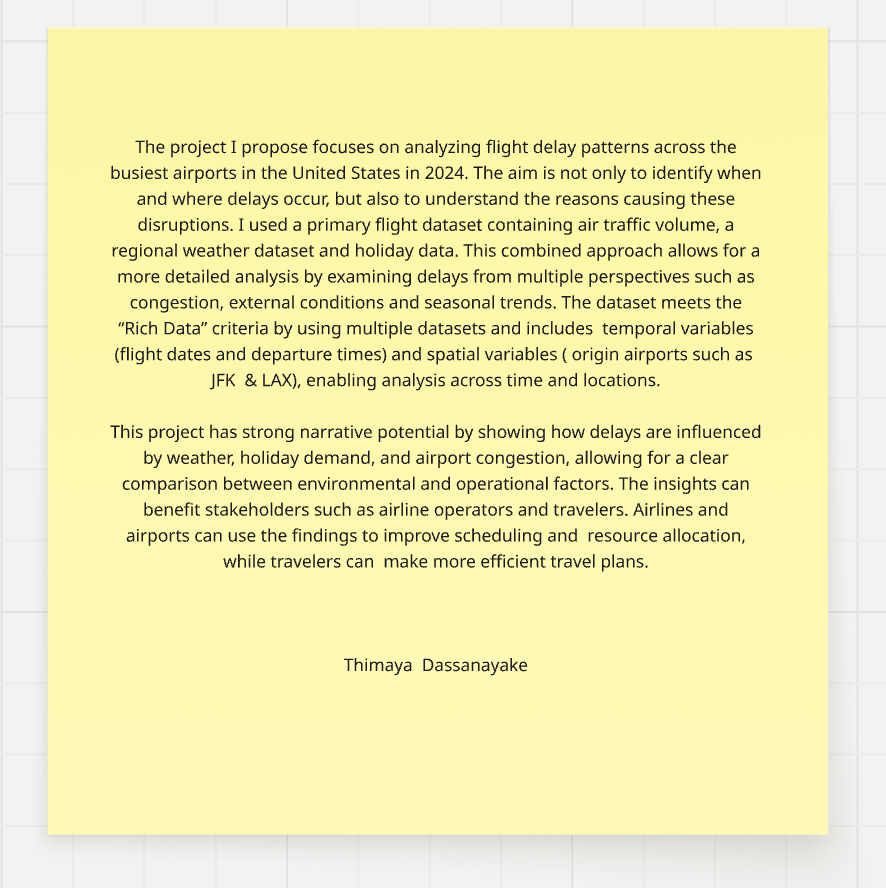 The project I propose focuses on analyzing flight delay patterns across the
busiest airports in the United States in 2024. The aim is not only to identify when
and where delays occur, but also to understand the reasons causing these
disruptions. I used a primary flight dataset containing air traffic volume, a
regional weather dataset and holiday data. This combined approach allows for a
more detailed analysis by examining delays from multiple perspectives such as
congestion, external conditions and seasonal trends. The dataset meets the
“Rich Data” criteria by using multiple datasets and includes  temporal variables
(flight dates and departure times) and spatial variables ( origin airports such as
JFK  & LAX), enabling analysis across time and locations.

This project has strong narrative potential by showing how delays are influenced
by weather, holiday demand, and airport congestion, allowing for a clear
comparison between environmental and operational factors. The insights can
benefit stakeholders such as airline operators and travelers. Airlines and
airports can use the findings to improve scheduling and  resource allocation,
while travelers can  make more efficient travel plans.

Thimaya  Dassanayake